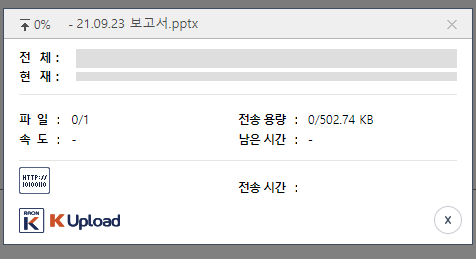 0% - 21.09.23 보고서.pptx
전 체 :
현 재 :
파 일 : 0/1 전송 용량 : 0/502.74 KB
속 도 : - 남은 시간 : -
HTTP://
10100110
전송 시간 :
RAON
K K Upload X